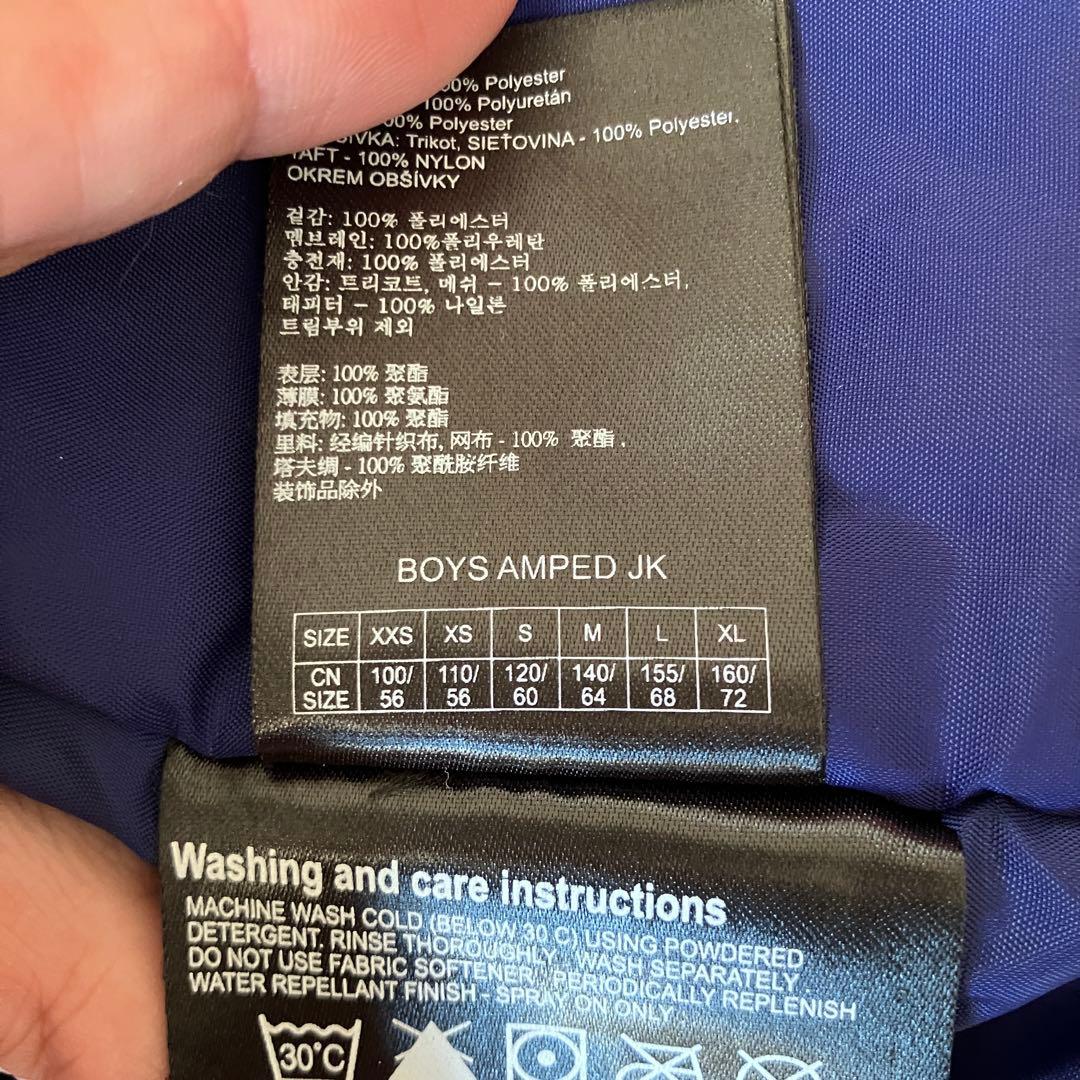 Polyester
100% Polyuretán
Polyester
Trikot, SIEŤOVINA - 100% Polyester.
TAFT - 100% NYLON
OKREM OBŠÍVKY
겉감: 100% 폴리에스터
멤브레인: 100%폴리우레탄
충전재: 100% 폴리에스터
안감: 트리코트, 메쉬 - 100% 폴리에스터.
태피터 - 100% 나일론
트림부위 제외
表层: 100% 聚酯
薄膜: 100% 聚氨酯
填充物: 100% 聚酯
里料: 经编针织布, 网布 - 100% 聚酯 .
塔夫绸 - 100% 聚酰胺纤维
装饰品除外
BOYS AMPED JK
SIZE XXS XS S M L XL
CN 100/ 110/ 120/ 140/ 155/ 160/
SIZE 56 56 60 64 68 72
Washing and care instructions
MACHINE WASH COLD (BELOW 30 C) USING POWDERED
DETERGENT. RINSE THOROUGHLY. WASH SEPARATELY.
DO NOT USE FABRIC SOFTENER. PERIODICALLY REPLENISH
WATER REPELLANT FINISH - SPRAY ON ONLY
30°C